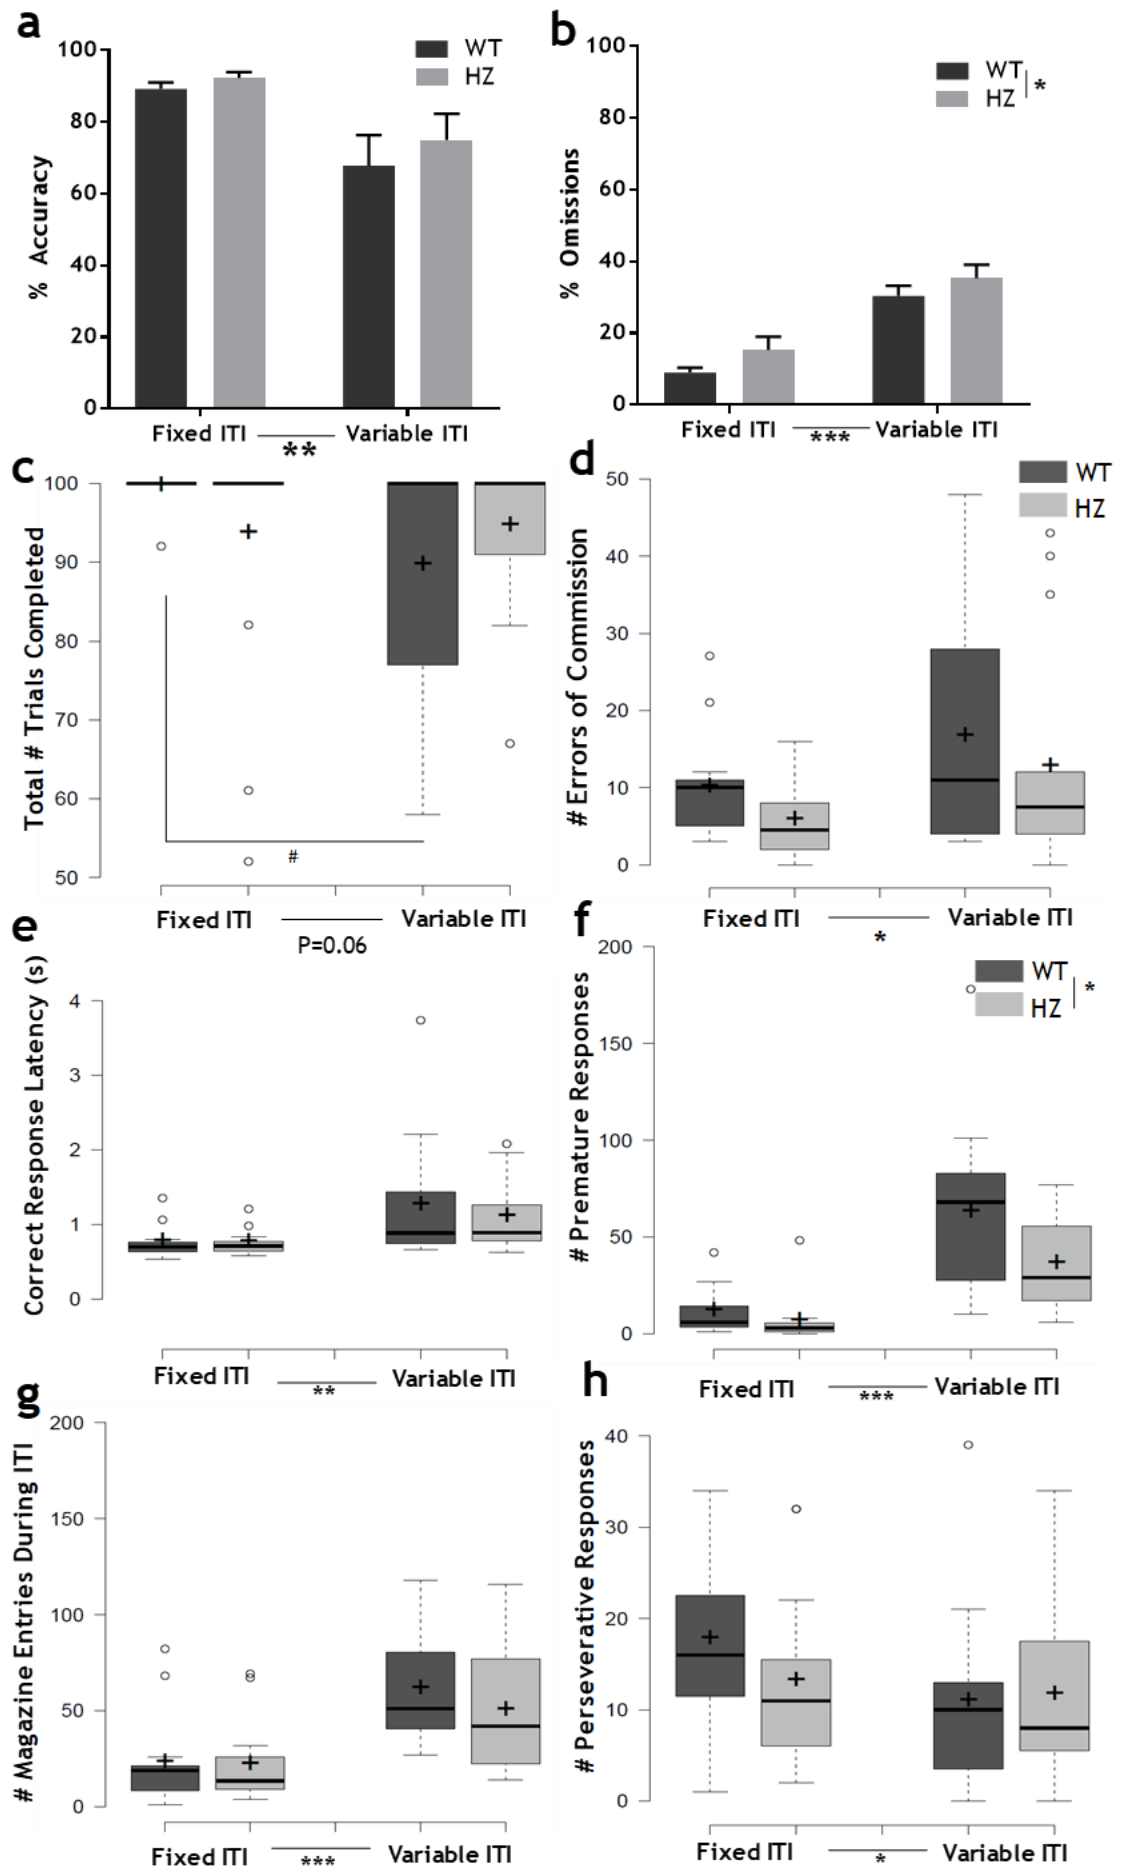 a
% Accuracy
100
80
60
40
20
0
WT
HZ
Fixed ITI
Variable ITI
**
b
% Omissions
100
80
60
40
20
0
WT
HZ
*
Fixed ITI
Variable ITI
***
c
Total # Trials Completed
100
90
80
70
60
50
#
Fixed ITI
Variable ITI
P=0.06
d
# Errors of Commission
50
40
30
20
10
0
WT
HZ
Fixed ITI
Variable ITI
*
e
Correct Response Latency (s)
4
3
2
1
0
Fixed ITI
Variable ITI
**
f
# Premature Responses
200
150
100
50
0
WT
HZ
*
Fixed ITI
Variable ITI
***
g
# Magazine Entries During ITI
200
150
100
50
0
Fixed ITI
Variable ITI
***
h
# Perseverative Responses
40
30
20
10
0
Fixed ITI
Variable ITI
*